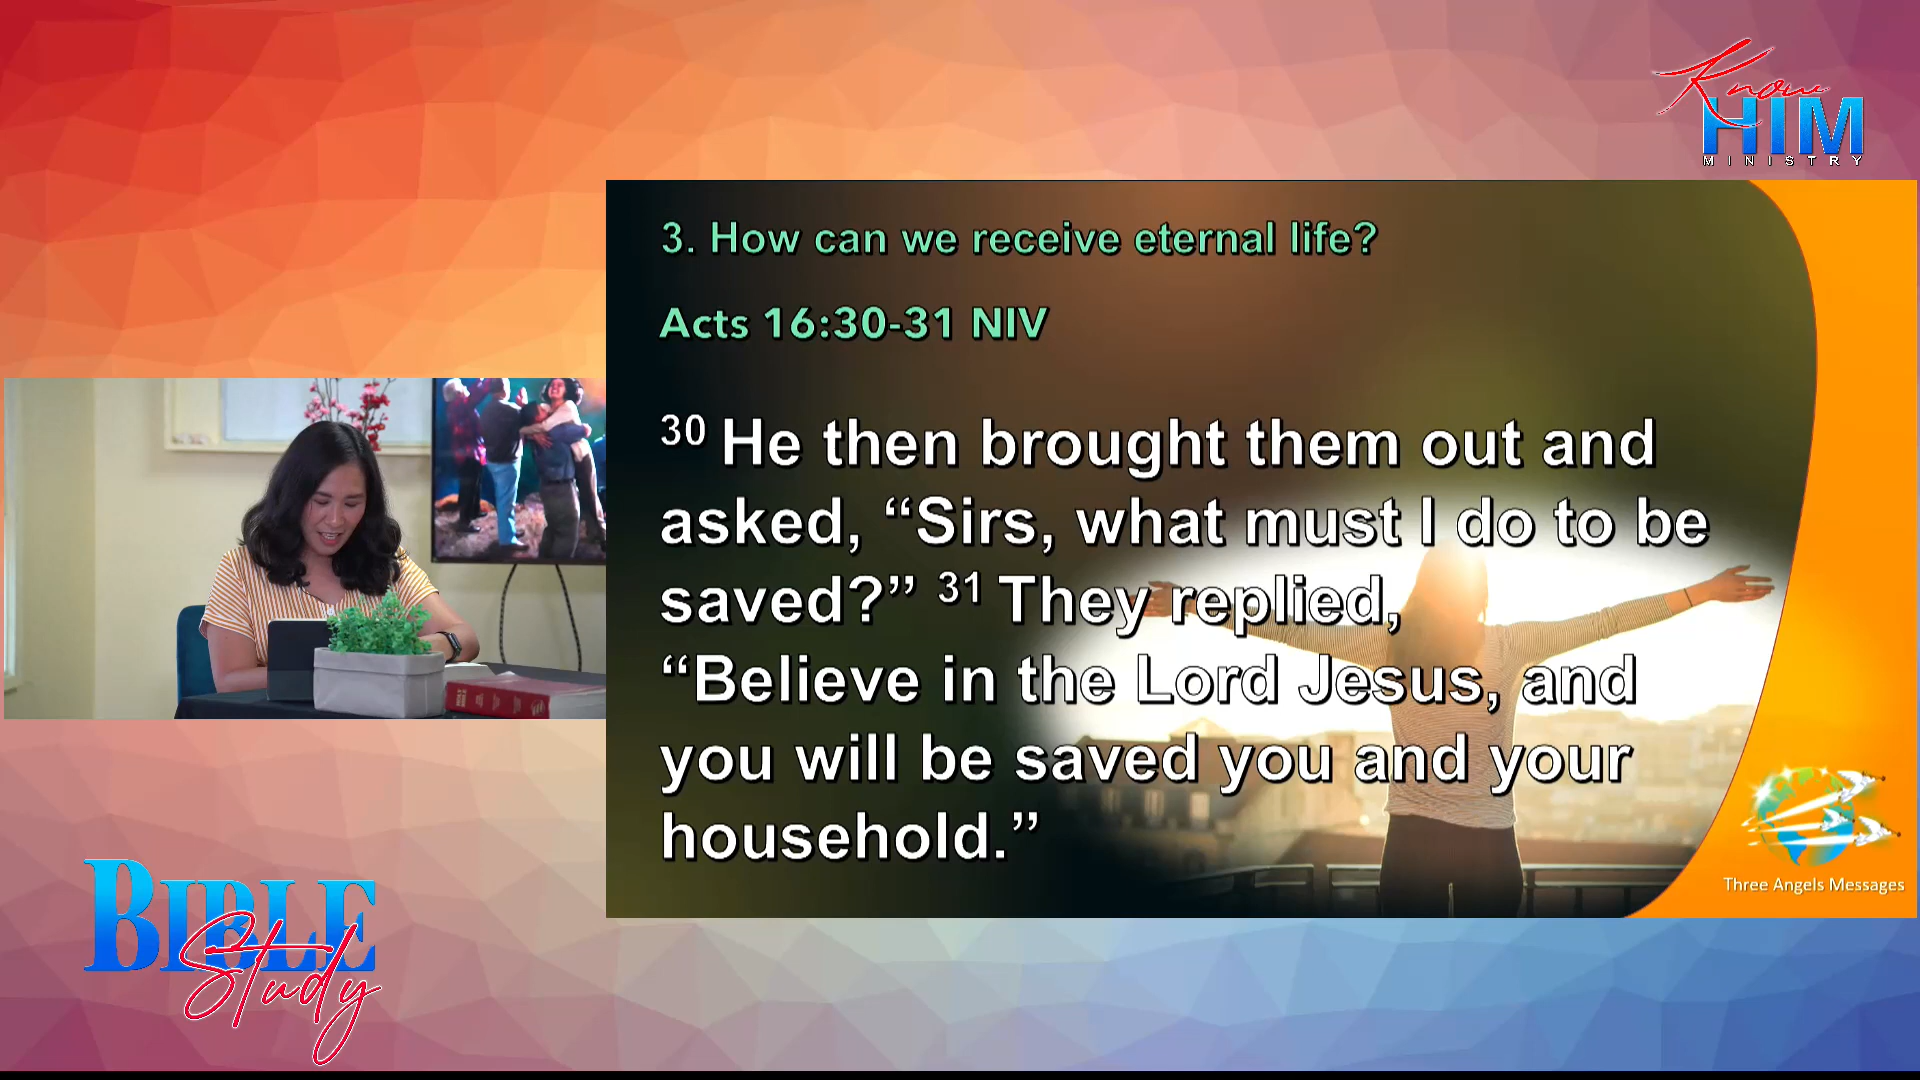 Know
HIM
MINISTRY
3. How can we receive eternal life?
Acts 16:30-31 NIV
30 He then brought them out and
asked, “Sirs, what must I do to be
saved?” 31 They replied,
“Believe in the Lord Jesus, and
you will be saved you and your
household.”
Three Angels Messages
BIBLE
Study